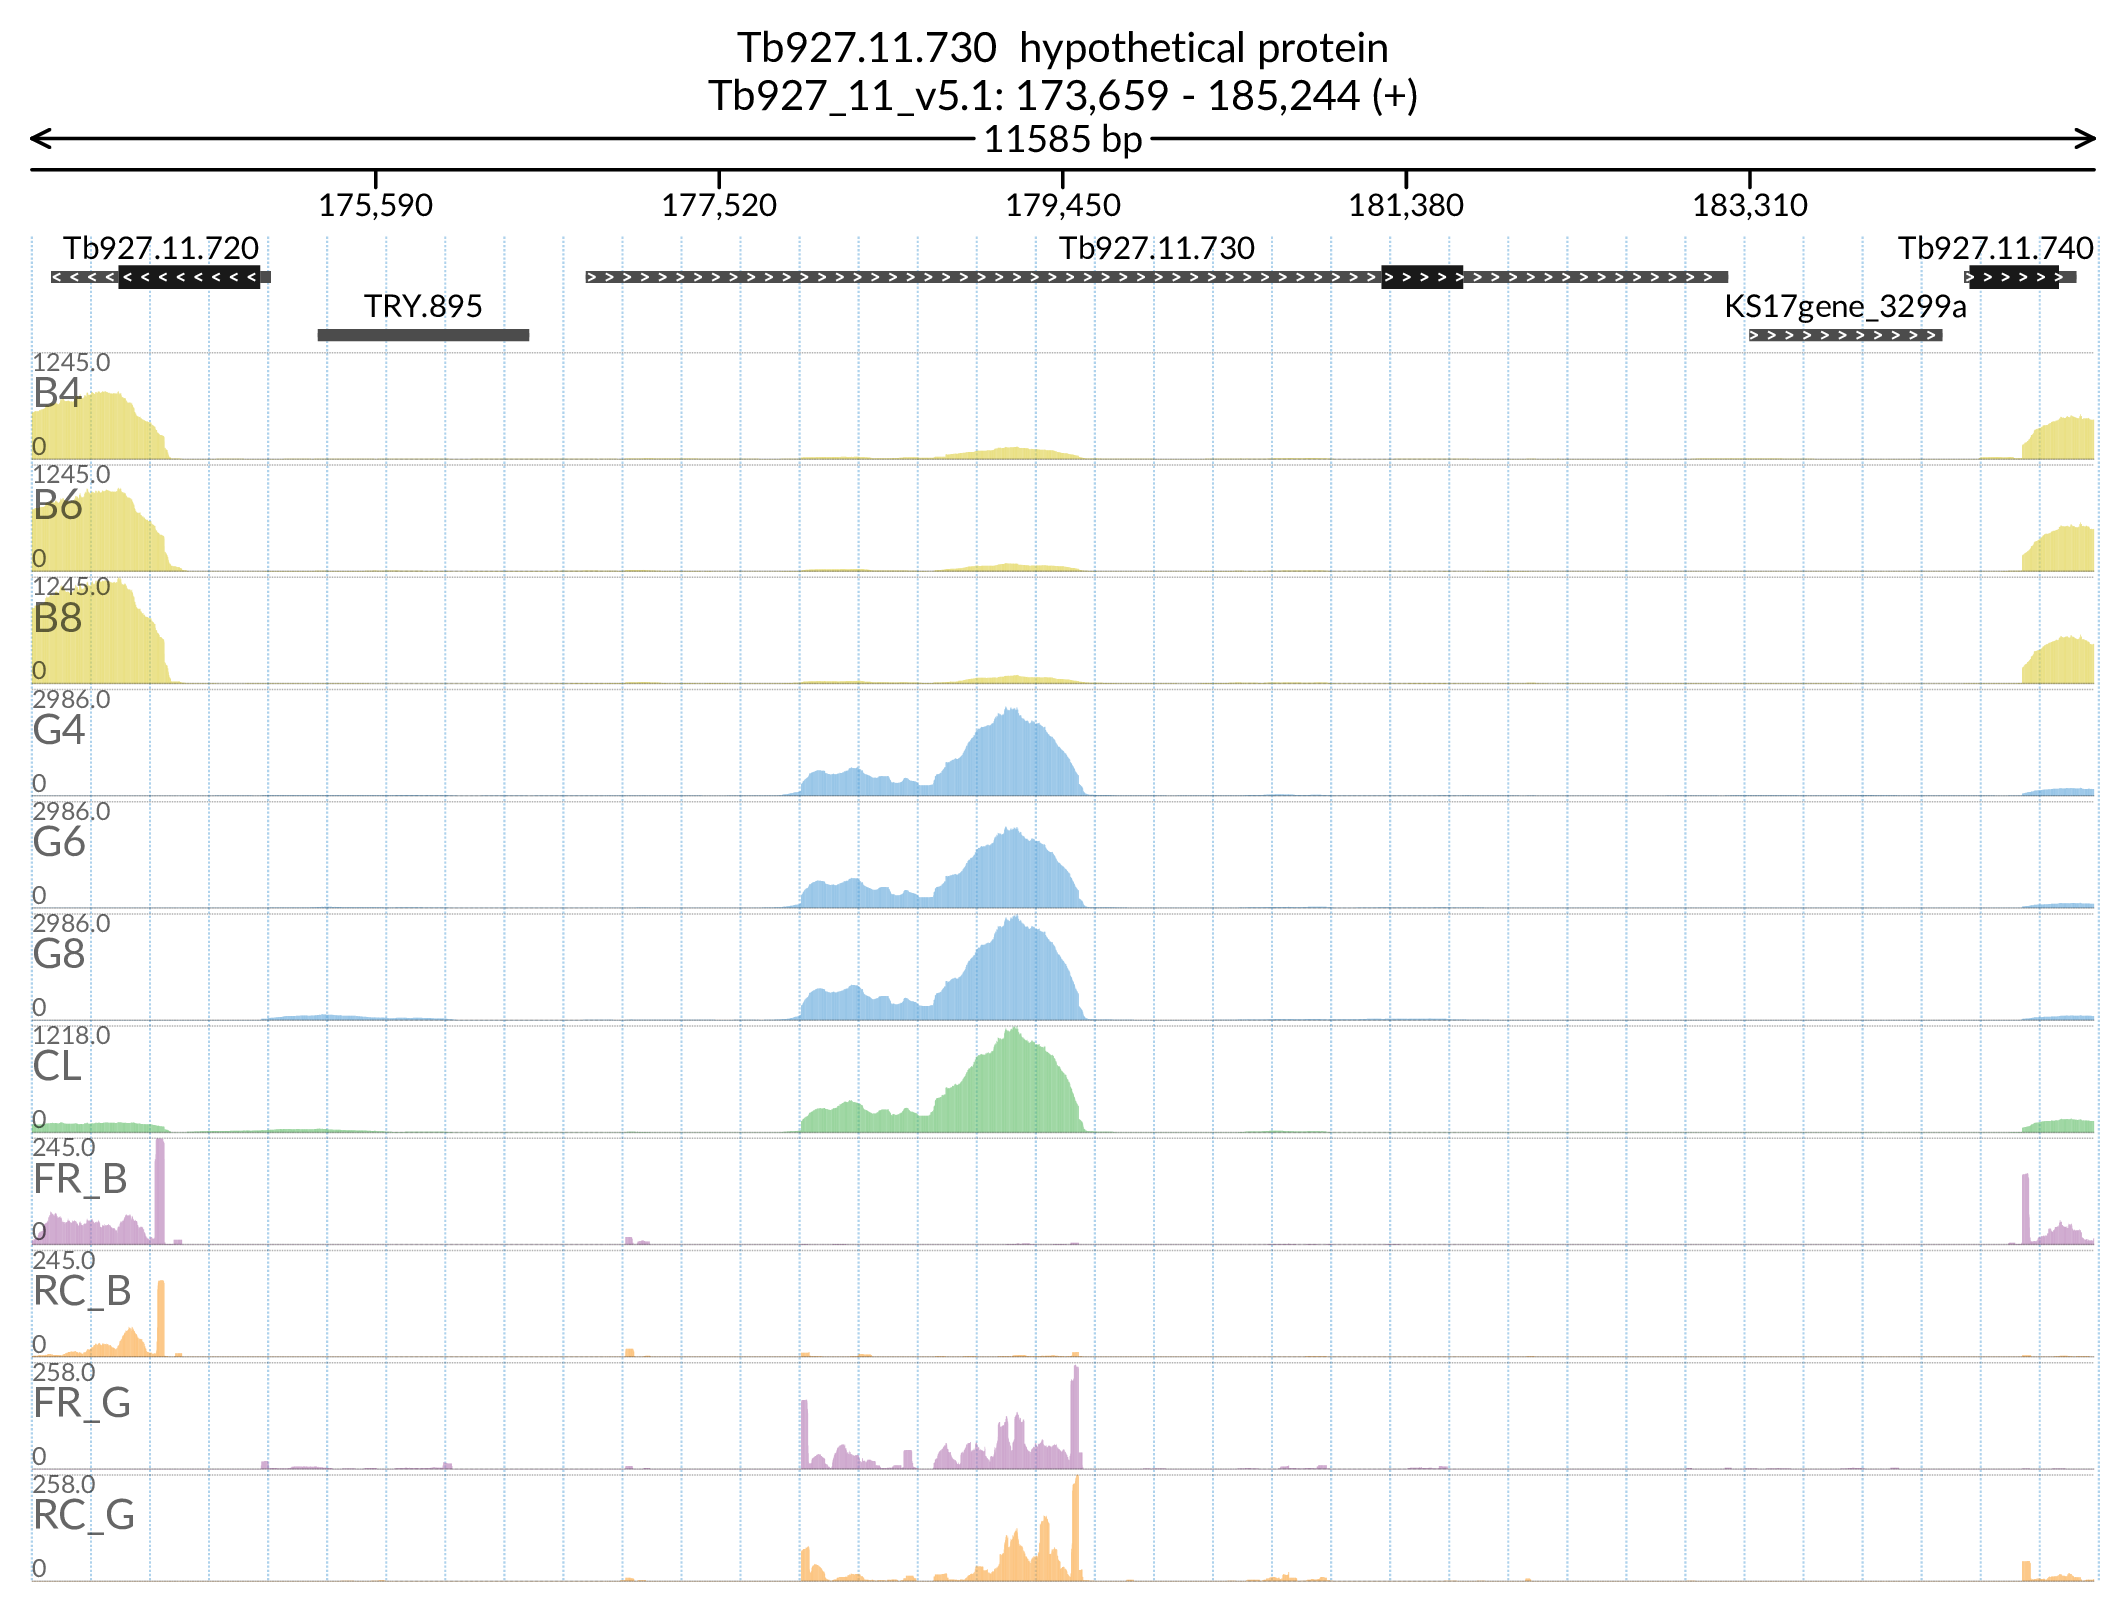 Tb927.11.730 hypothetical protein
Tb927_11_v5.1: 173,659 - 185,244 (+)
11585 bp
175,590 177,520 179,450 181,380 183,310
Tb927.11.720 Tb927.11.730 Tb927.11.740
TRY.895 KS17gene_3299a
1245.0
B4
0
1245.0
B6
0
1245.0
B8
0
2986.0
G4
0
2986.0
G6
0
2986.0
G8
0
1218.0
CL
0
245.0
FR_B
0
245.0
RC_B
0
258.0
FR_G
0
258.0
RC_G
0